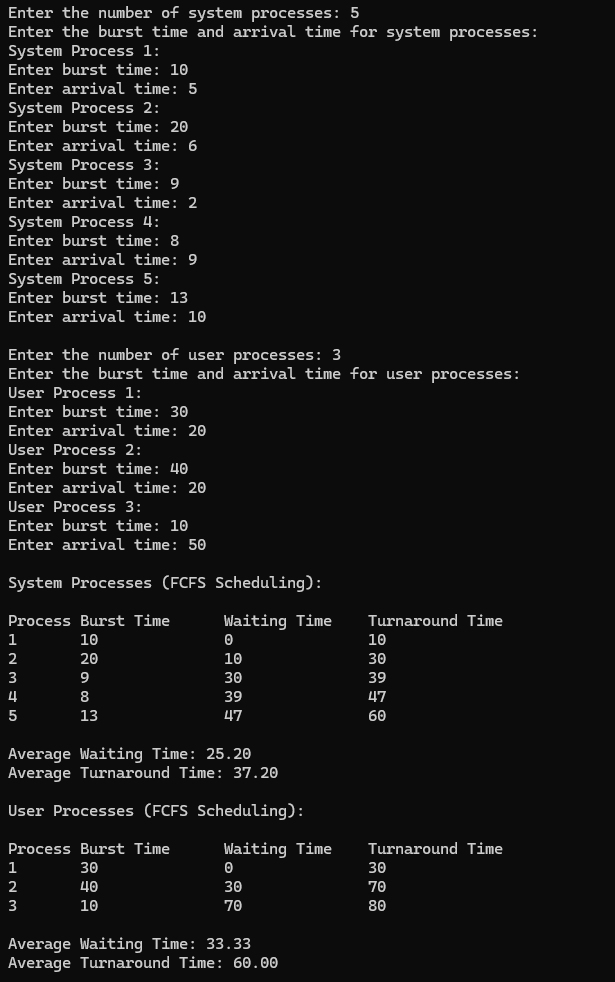 Enter the number of system processes: 5
Enter the burst time and arrival time for system processes:
System Process 1:
Enter burst time: 10
Enter arrival time: 5
System Process 2:
Enter burst time: 20
Enter arrival time: 6
System Process 3:
Enter burst time: 9
Enter arrival time: 2
System Process 4:
Enter burst time: 8
Enter arrival time: 9
System Process 5:
Enter burst time: 13
Enter arrival time: 10

Enter the number of user processes: 3
Enter the burst time and arrival time for user processes:
User Process 1:
Enter burst time: 30
Enter arrival time: 20
User Process 2:
Enter burst time: 40
Enter arrival time: 20
User Process 3:
Enter burst time: 10
Enter arrival time: 50

System Processes (FCFS Scheduling):

Process Burst Time      Waiting Time    Turnaround Time
1       10              0               10
2       20              10              30
3       9               30              39
4       8               39              47
5       13              47              60

Average Waiting Time: 25.20
Average Turnaround Time: 37.20

User Processes (FCFS Scheduling):

Process Burst Time      Waiting Time    Turnaround Time
1       30              0               30
2       40              30              70
3       10              70              80

Average Waiting Time: 33.33
Average Turnaround Time: 60.00